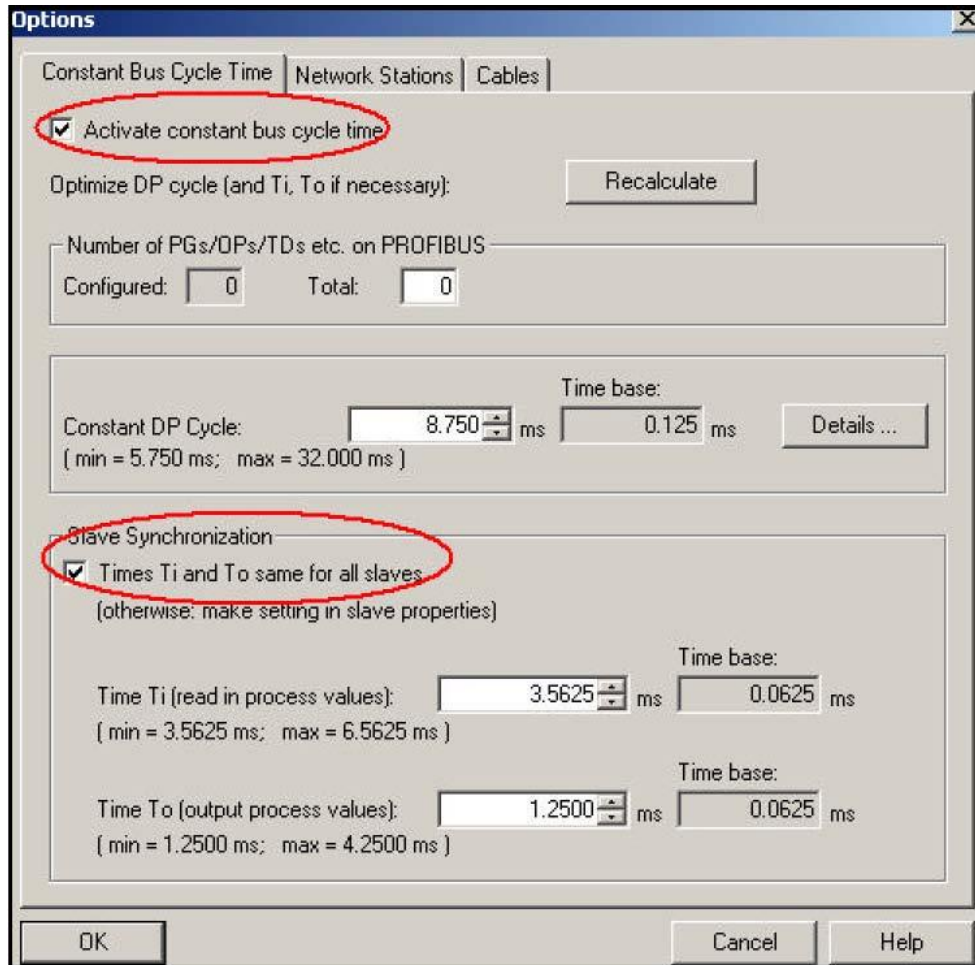 Options
Constant Bus Cycle Time Network Stations Cables
Activate constant bus cycle time
Optimize DP cycle (and Ti, To if necessary): Recalculate
Number of PGs/OPs/TDs etc. on PROFIBUS
Configured: 0 Total: 0
Time base:
Constant DP Cycle: 8.750 ms 0.125 ms Details ...
( min = 5.750 ms; max = 32.000 ms )
Slave Synchronization
Times Ti and To same for all slaves
(otherwise: make setting in slave properties)
Time base:
Time Ti (read in process values): 3.5625 ms 0.0625 ms
( min = 3.5625 ms; max = 6.5625 ms )
Time base:
Time To (output process values): 1.2500 ms 0.0625 ms
( min = 1.2500 ms; max = 4.2500 ms )
OK Cancel Help